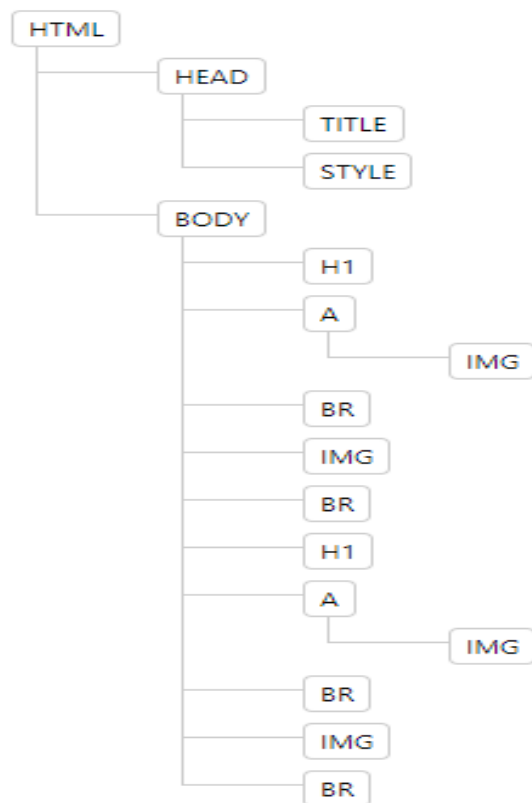 HTML
HEAD
TITLE
STYLE
BODY
H1
A
IMG
BR
IMG
BR
H1
A
IMG
BR
IMG
BR